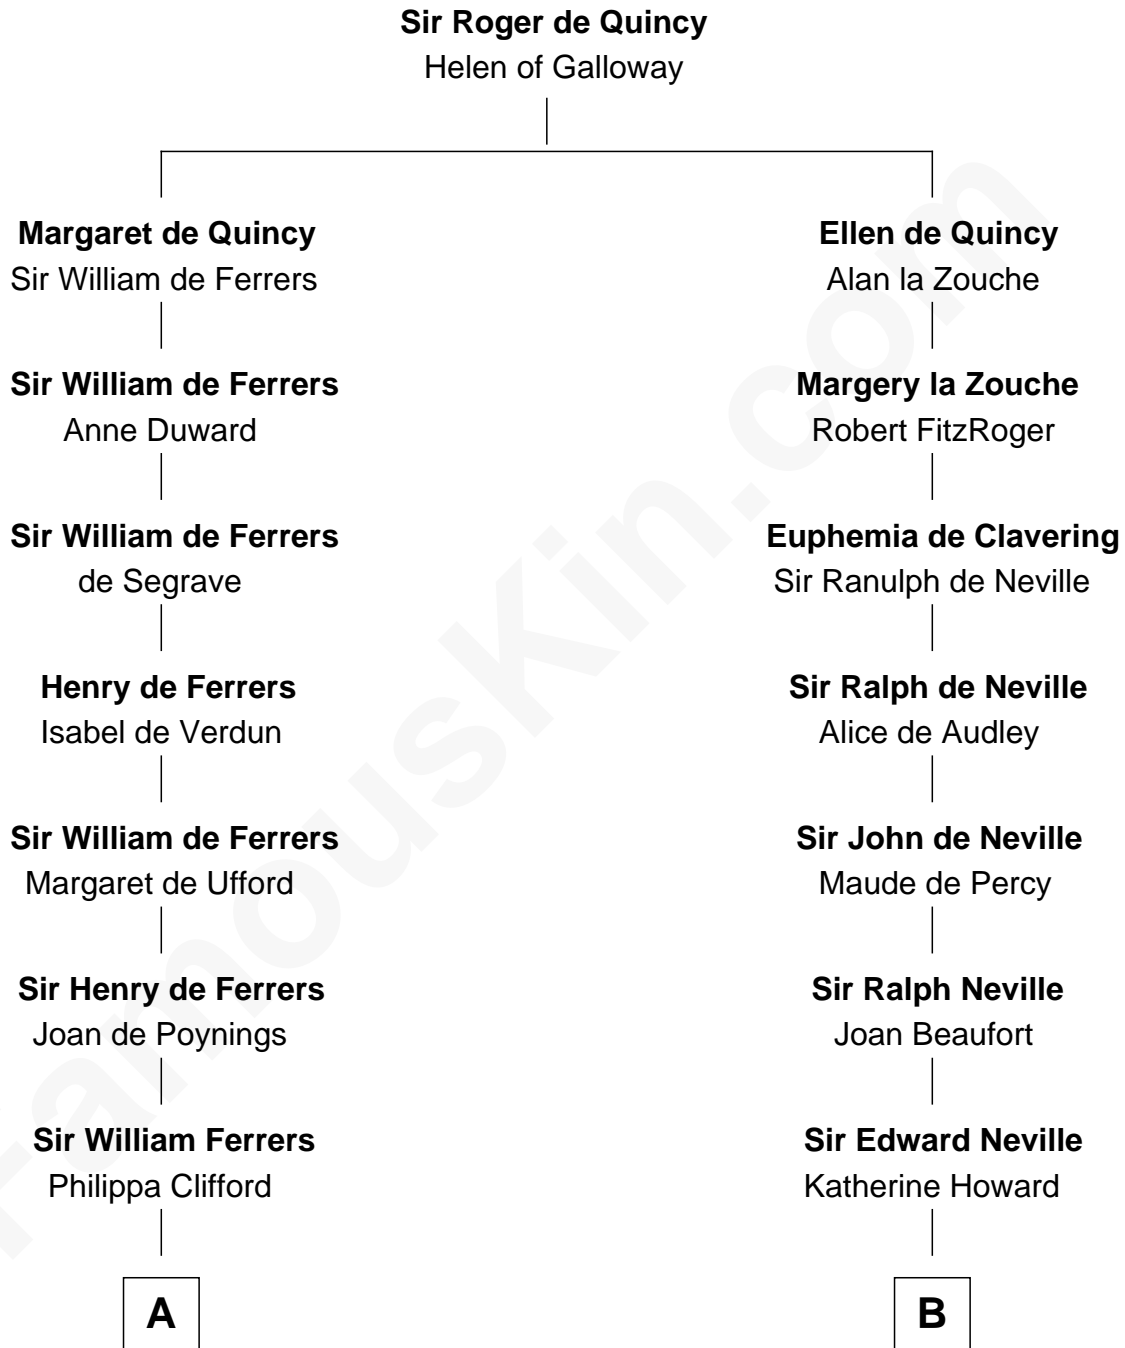 Sir Roger de Quincy
Helen of Galloway
Margaret de Quincy
Sir William de Ferrers
Ellen de Quincy
Alan la Zouche
Sir William de Ferrers
Anne Duward
Margery la Zouche
Robert FitzRoger
Sir William de Ferrers
de Segrave
Euphemia de Clavering
Sir Ranulph de Neville
Henry de Ferrers
Isabel de Verdun
Sir Ralph de Neville
Alice de Audley
Sir William de Ferrers
Margaret de Ufford
Sir John de Neville
Maude de Percy
Sir Henry de Ferrers
Joan de Poynings
Sir Ralph Neville
Joan Beaufort
Sir William Ferrers
Philippa Clifford
Sir Edward Neville
Katherine Howard
A
B
FamousKin.com